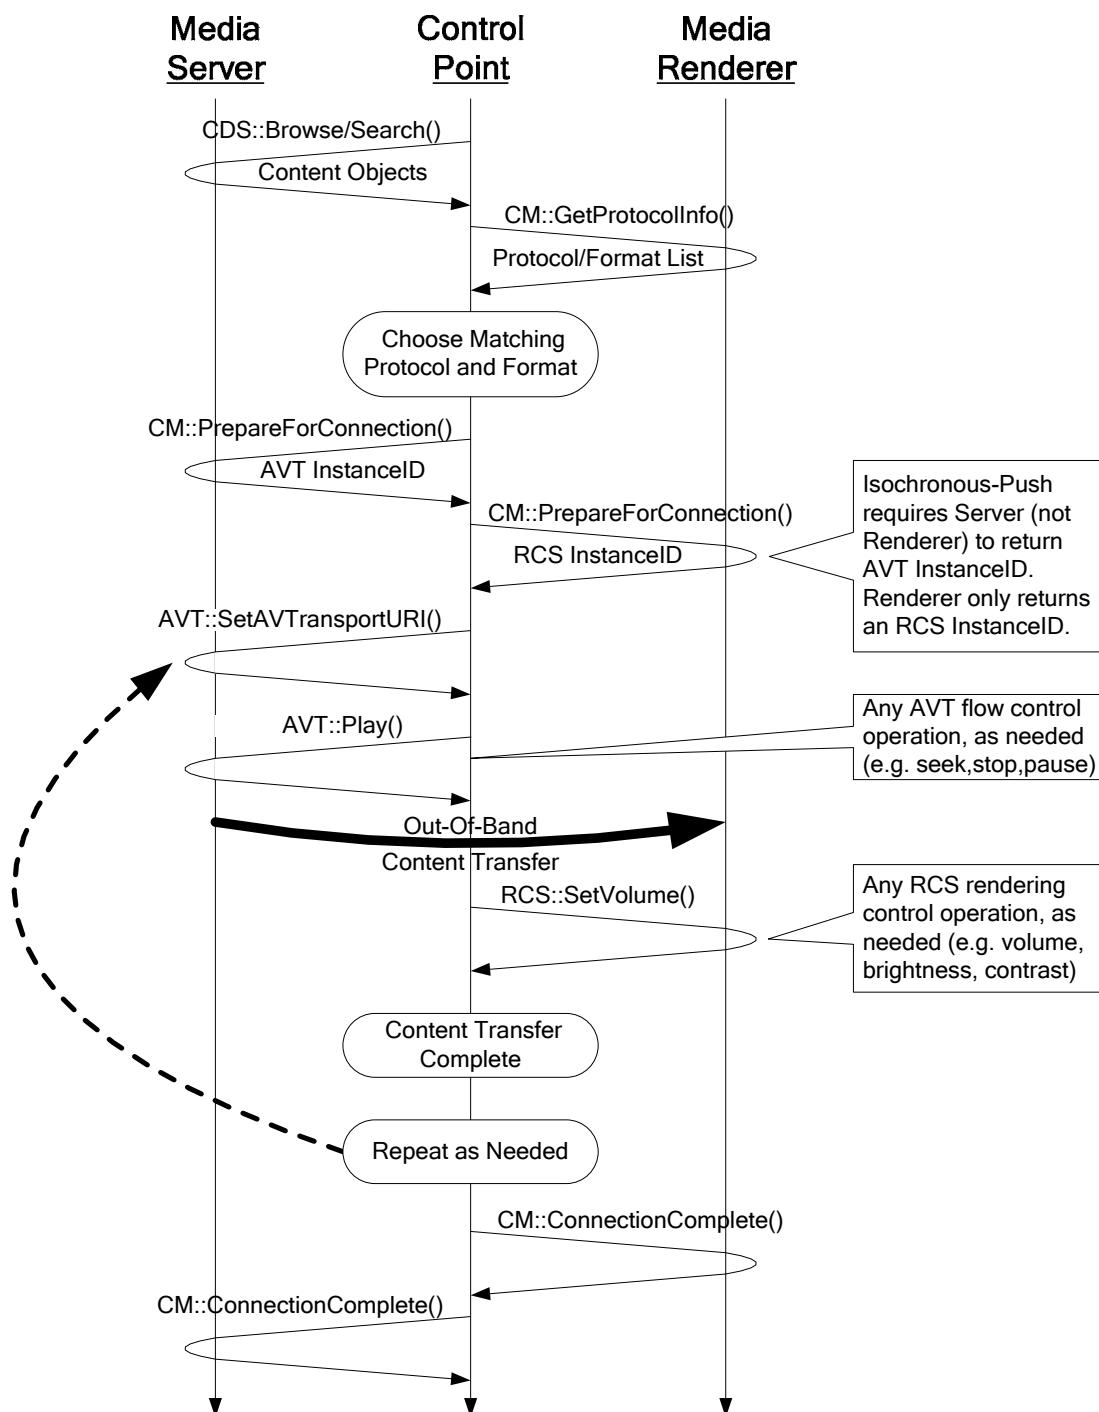 Media
Server
Control
Point
Media
Renderer
CDS::Browse/Search()
Content Objects
CM::GetProtocolInfo()
Protocol/Format List
Choose Matching
Protocol and Format
CM::PrepareForConnection()
AVT InstanceID
CM::PrepareForConnection()
RCS InstanceID
Isochronous-Push
requires Server (not
Renderer) to return
AVT InstanceID.
Renderer only returns
an RCS InstanceID.
AVT::SetAVTransportURI()
AVT::Play()
Any AVT flow control
operation, as needed
(e.g. seek,stop,pause)
Out-Of-Band
Content Transfer
RCS::SetVolume()
Any RCS rendering
control operation, as
needed (e.g. volume,
brightness, contrast)
Content Transfer
Complete
Repeat as Needed
CM::ConnectionComplete()
CM::ConnectionComplete()